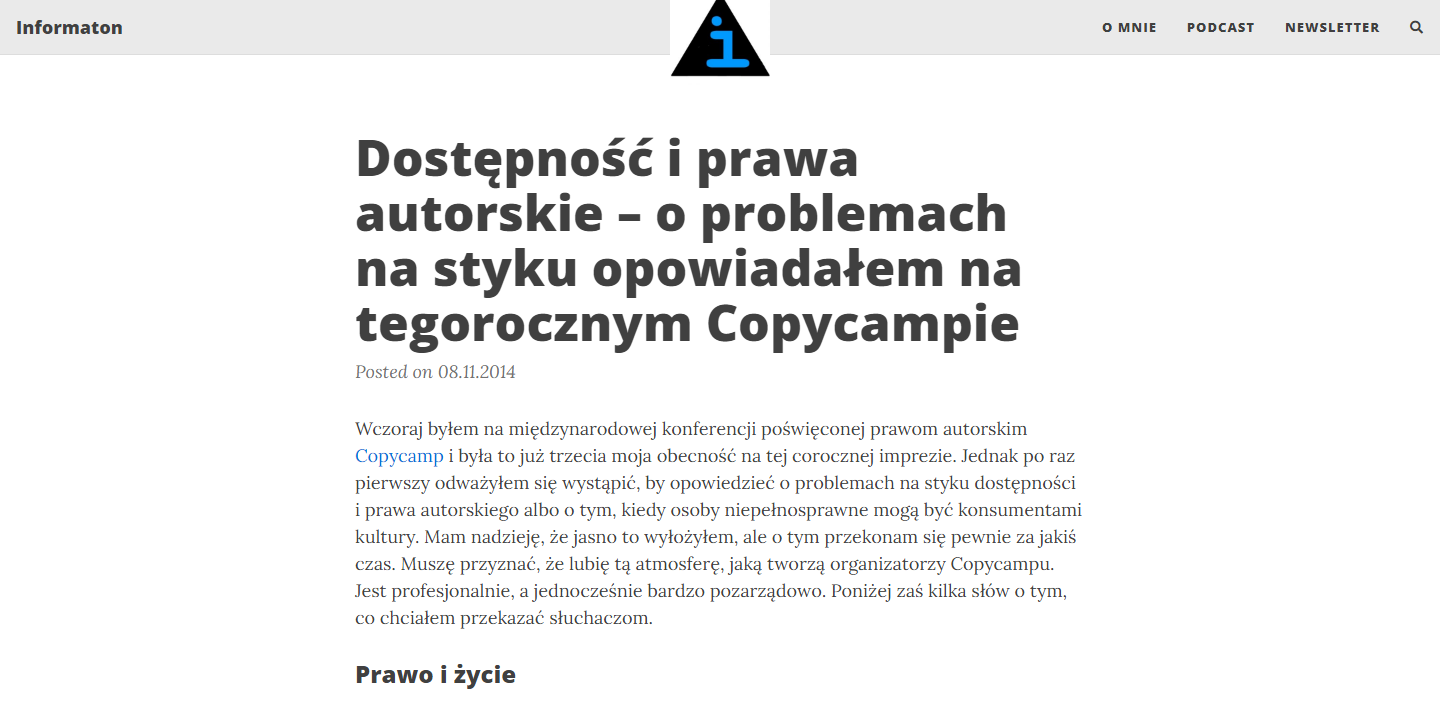 Informaton
i
O MNIE PODCAST NEWSLETTER
Dostępność i prawa
autorskie – o problemach
na styku opowiadałem na
tegorocznym Copycampie
Posted on 08.11.2014
Wczoraj byłem na międzynarodowej konferencji poświęconej prawom autorskim
Copycamp i była to już trzecia moja obecność na tej corocznej imprezie. Jednak po raz
pierwszy odważyłem się wystąpić, by opowiedzieć o problemach na styku dostępności
i prawa autorskiego albo o tym, kiedy osoby niepełnosprawne mogą być konsumentami
kultury. Mam nadzieję, że jasno to wyłożyłem, ale o tym przekonam się pewnie za jakiś
czas. Muszę przyznać, że lubię tą atmosferę, jaką tworzą organizatorzy Copycampu.
Jest profesjonalnie, a jednocześnie bardzo pozarządowo. Poniżej zaś kilka słów o tym,
co chciałem przekazać słuchaczom.
Prawo i życie